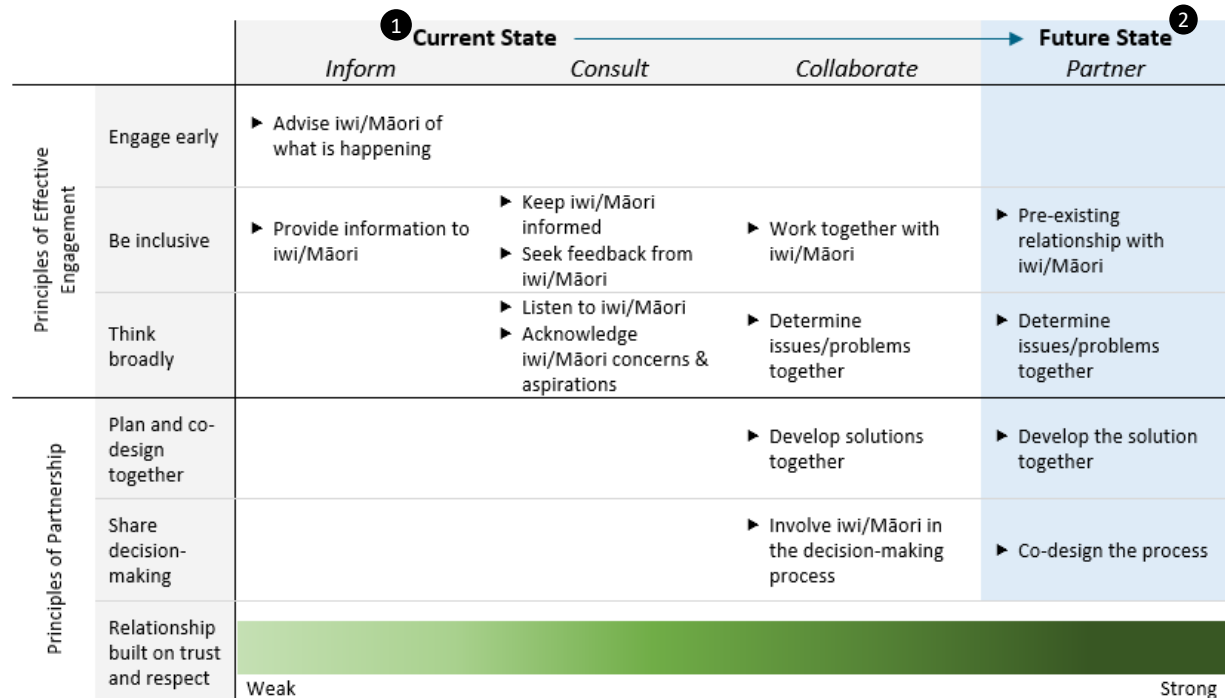 1 Current State 2 Future State
Inform Consult Collaborate Partner
Principles of Effective
Engagement
Engage early
► Advise iwi/Māori of
what is happening
Be inclusive
► Provide information to
iwi/Māori
► Keep iwi/Māori
informed
► Seek feedback from
iwi/Māori
► Work together with
iwi/Māori
► Pre-existing
relationship with
iwi/Māori
Think
broadly
► Listen to iwi/Māori
► Acknowledge
iwi/Māori concerns &
aspirations
► Determine
issues/problems
together
► Determine
issues/problems
together
Principles of Partnership
Plan and co-
design
together
► Develop solutions
together
► Develop the solution
together
Share
decision-
making
► Involve iwi/Māori in
the decision-making
process
► Co-design the process
Relationship
built on trust
and respect
Weak Strong